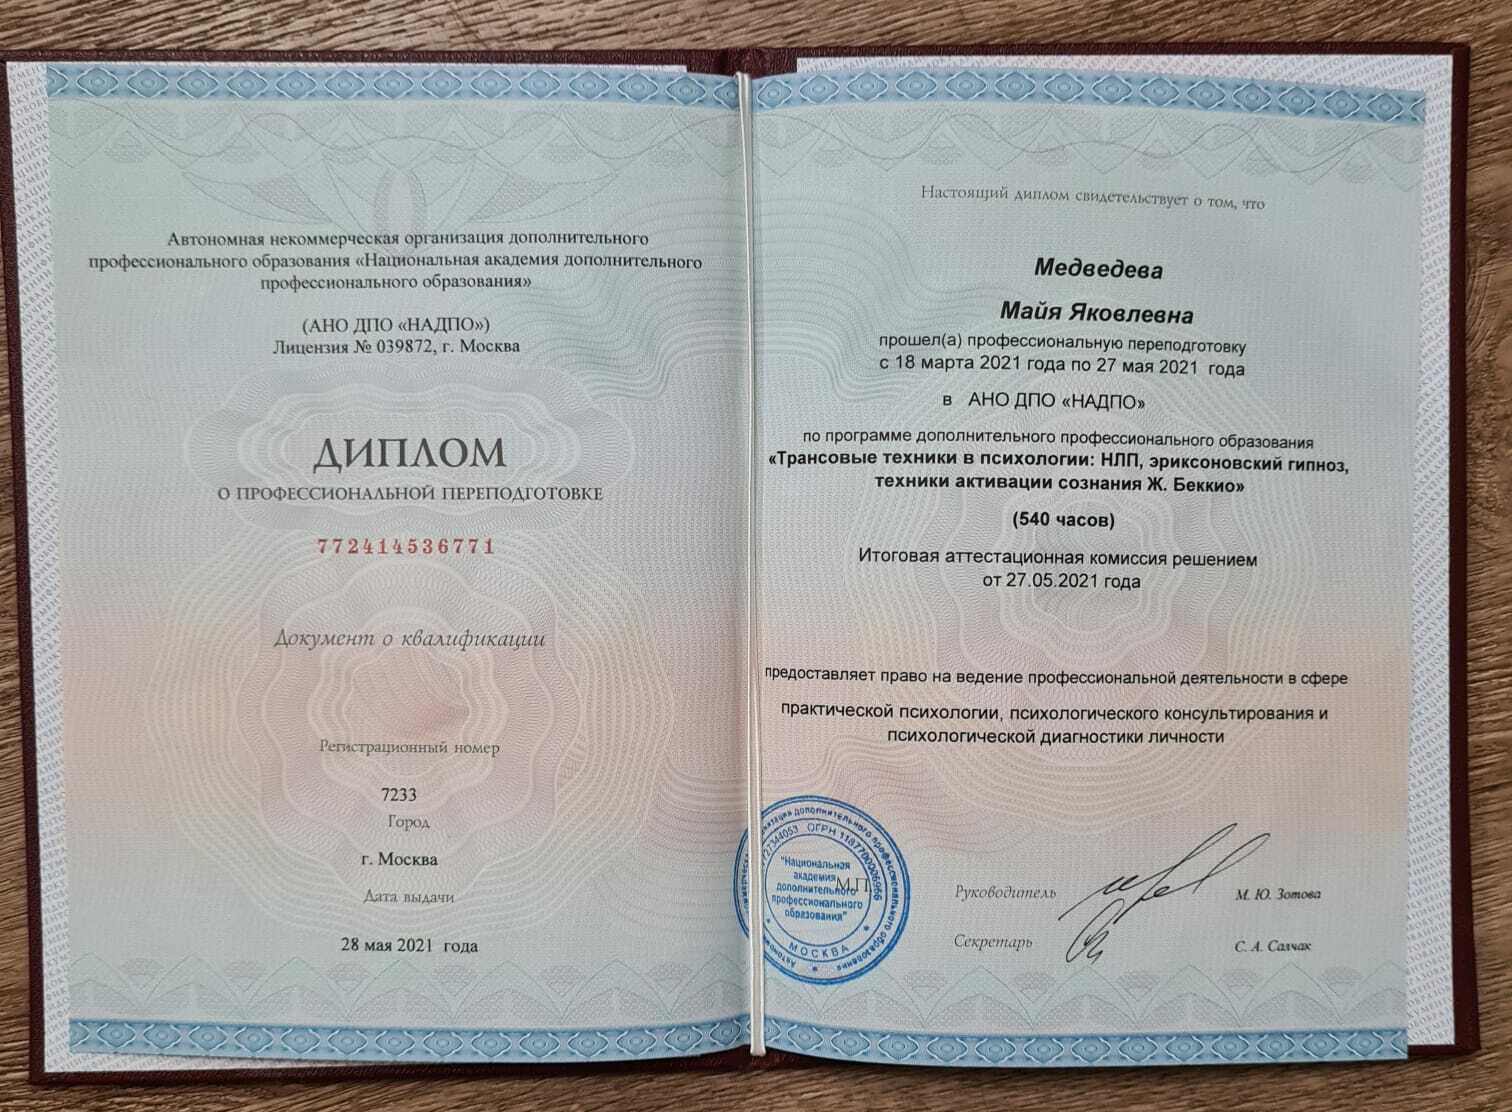 Автономная некоммерческая организация дополнительного
профессионального образования «Национальная академия дополнительного
профессионального образования»
(АНО ДПО «НАДПО»)
Лицензия № 039872, г. Москва
ДИПЛОМ
О ПРОФЕССИОНАЛЬНОЙ ПЕРЕПОДГОТОВКЕ
772414536771
Документ о квалификации
Регистрационный номер
7233
Город
г. Москва
Дата выдачи
28 мая 2021 года
Настоящий диплом свидетельствует о том, что
Медведева
Майя Яковлевна
прошел(а) профессиональную переподготовку
с 18 марта 2021 года по 27 мая 2021 года
в АНО ДПО «НАДПО»
по программе дополнительного профессионального образования
«Трансовые техники в психологии: НЛП, эриксоновский гипноз,
техники активации сознания Ж. Беккио»
(540 часов)
Итоговая аттестационная комиссия решением
от 27.05.2021 года
предоставляет право на ведение профессиональной деятельности в сфере
практической психологии, психологического консультирования и
психологической диагностики личности
"Национальная
академия
дополнительного
профессионального
образования"
МОСКВА
М.П.
Руководитель
М. Ю. Зотова
Секретарь
С. А. Салчак